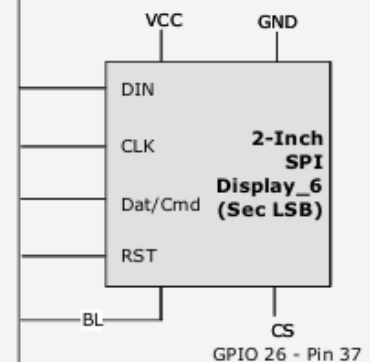 VCC
GND
DIN
CLK
2-Inch
SPI
Display_6
(Sec LSB)
Dat/Cmd
RST
BL
CS
GPIO 26 - Pin 37